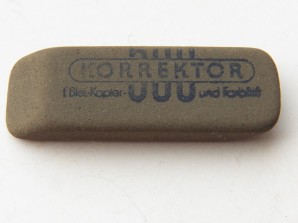 KORREKTOR
f. Blei-, Kopier- und Farbstift